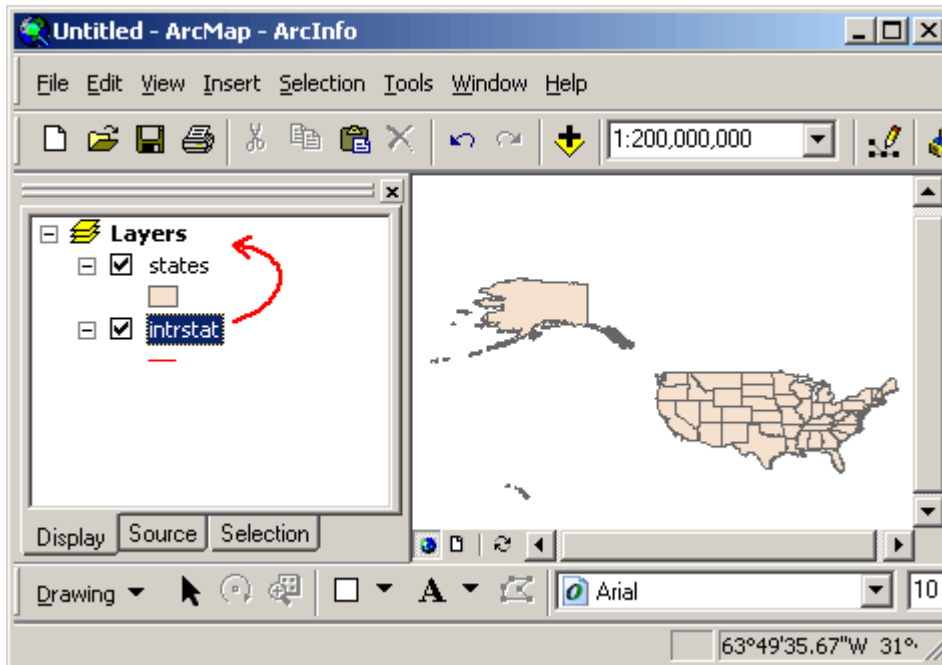 Untitled - ArcMap - ArcInfo
File Edit View Insert Selection Tools Window Help
1:200,000,000
Layers
states
intrstat
Display Source Selection
Drawing A Arial 10
63°49'35.67"W 31°